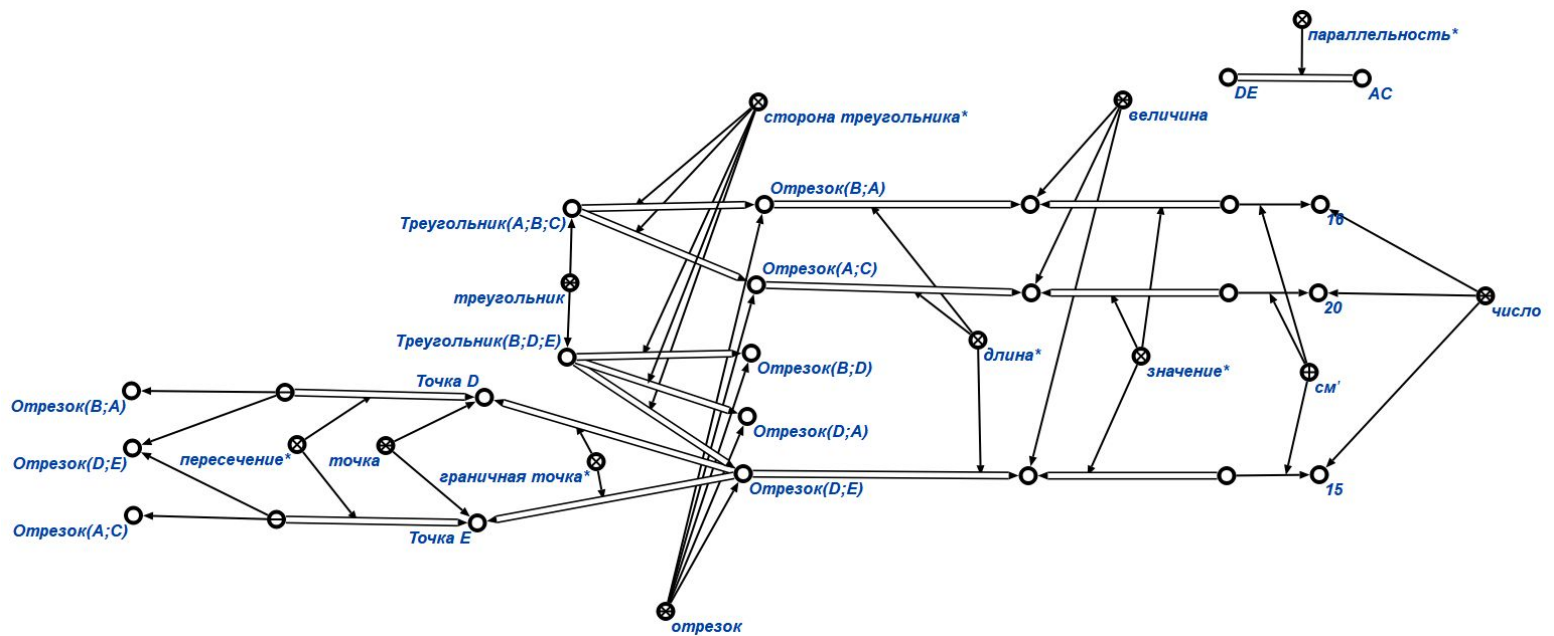 параллельность*
DE
AC
сторона треугольника*
величина
Отрезок(B;A)
Треугольник(A;B;C)
16
Отрезок(A;C)
треугольник
20
число
Треугольник(B;D;E)
длина*
Отрезок(B;D)
значение*
Точка D
см'
Отрезок(B;A)
Отрезок(D;A)
Отрезок(D;E)
пересечение*
точка
граничная точка*
Отрезок(D;E)
15
Отрезок(A;C)
Точка E
отрезок